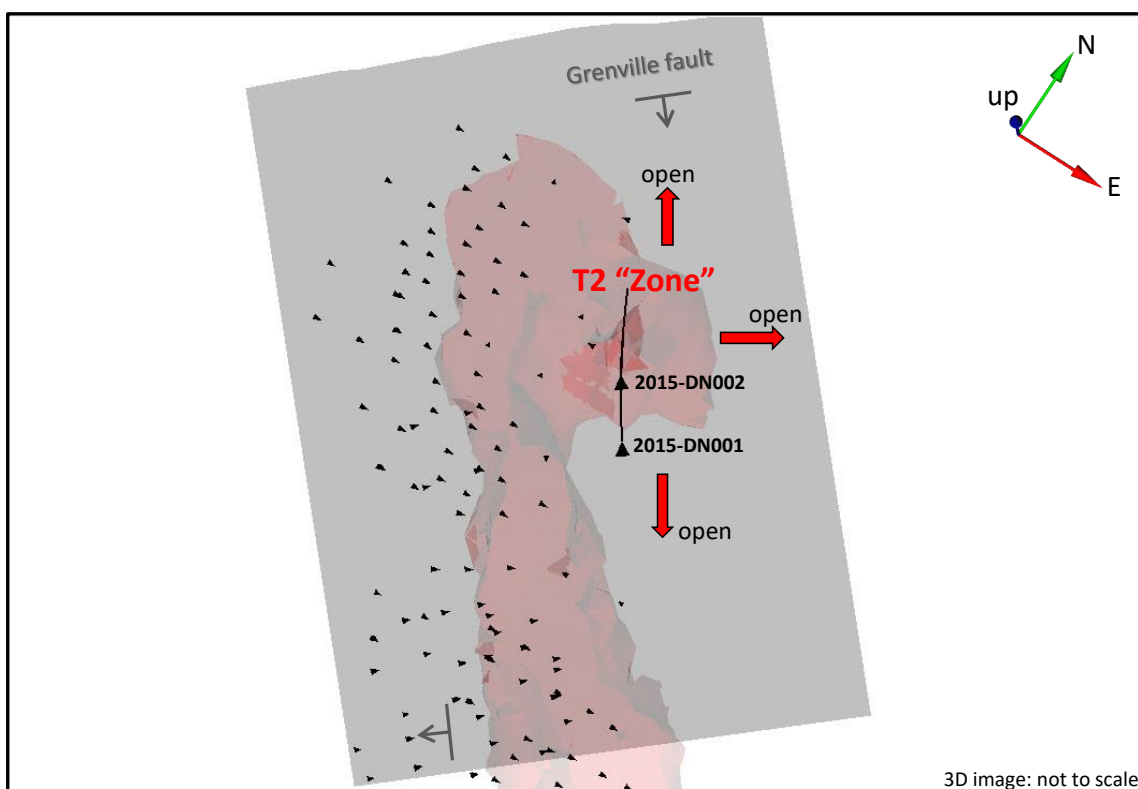 Grenville fault
N
up
E
open
T2 “Zone”
open
2015-DN002
2015-DN001
open
3D image: not to scale